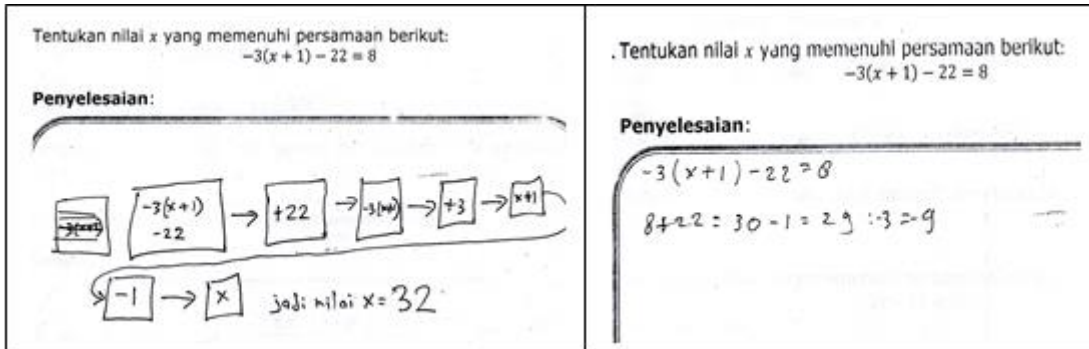 Tentukan nilai x yang memenuhi persamaan berikut:
−3(x + 1) − 22 = 8
Penyelesaian:
-3(x+1) -22 → +22 → -3(x+1) → +3 → x+1
-1 → x jadi nilai x = 32
. Tentukan nilai x yang memenuhi persamaan berikut:
−3(x + 1) − 22 = 8
Penyelesaian:
-3(x+1) -22 = 8
8+22 = 30 -1 = 29 : -3 = -9